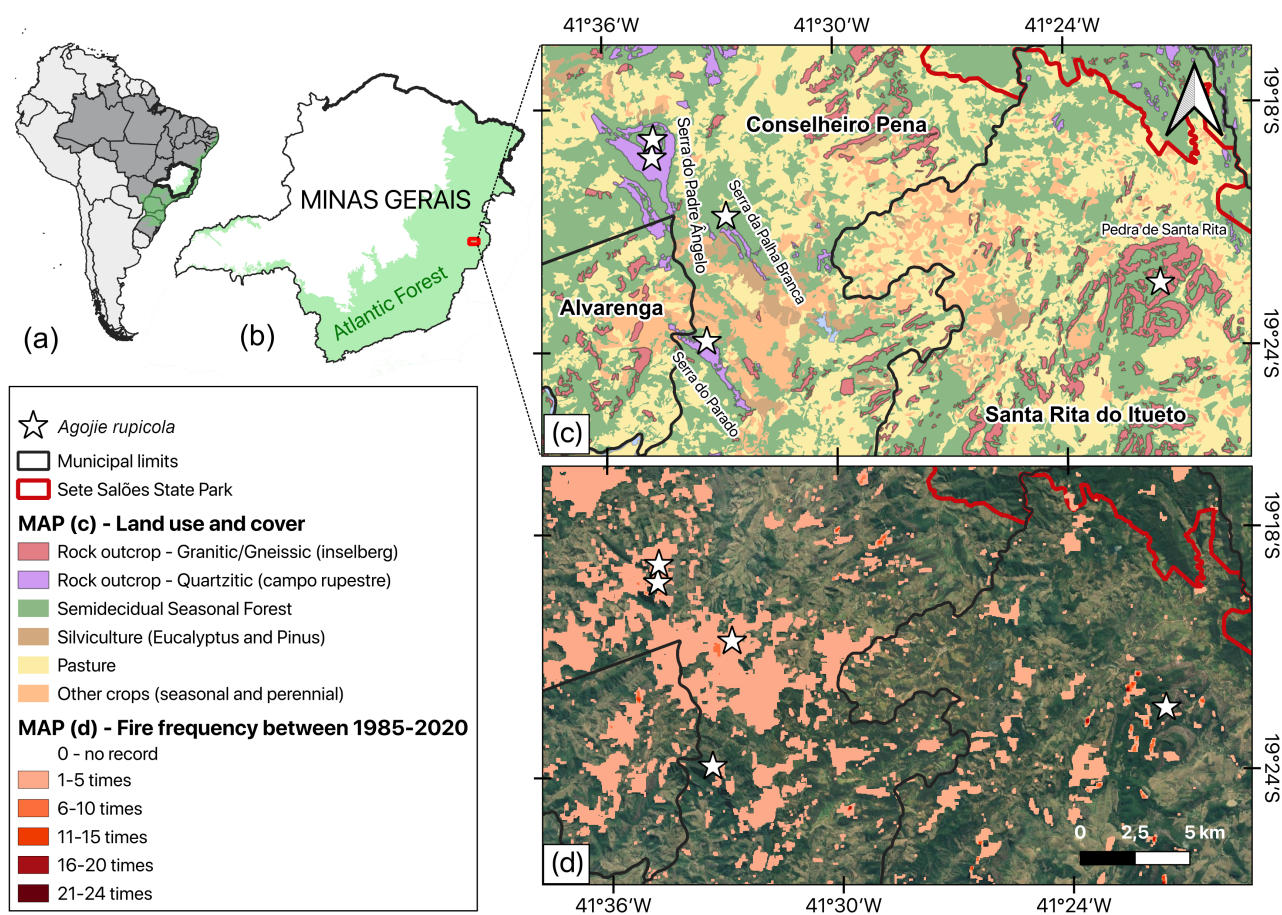 41°36′W 41°30′W 41°24′W
MINAS GERAIS
Atlantic Forest
(a)
(b)
Conselheiro Pena
Serra do Padre Ângelo
Serra da Palha Branca
Pedra de Santa Rita
Alvarenga
Serra do Parado
Santa Rita do Itueto
(c)
19°18′S
19°24′S
Agojie rupicola
Municipal limits
Sete Salões State Park
MAP (c) - Land use and cover
Rock outcrop - Granitic/Gneissic (inselberg)
Rock outcrop - Quartzitic (campo rupestre)
Semidecidual Seasonal Forest
Silviculture (Eucalyptus and Pinus)
Pasture
Other crops (seasonal and perennial)
MAP (d) - Fire frequency between 1985-2020
0 - no record
1-5 times
6-10 times
11-15 times
16-20 times
21-24 times
19°18′S
19°24′S
0 2,5 5 km
(d)
41°36′W 41°30′W 41°24′W